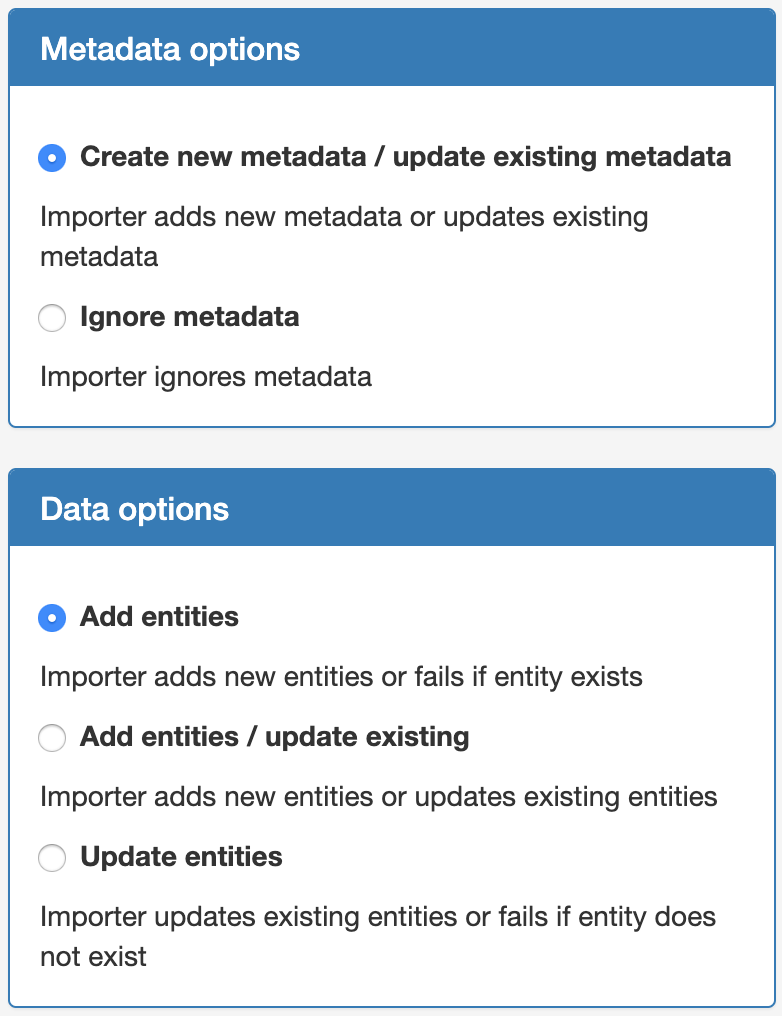 Metadata options
Create new metadata / update existing metadata
Importer adds new metadata or updates existing
metadata
Ignore metadata
Importer ignores metadata
Data options
Add entities
Importer adds new entities or fails if entity exists
Add entities / update existing
Importer adds new entities or updates existing entities
Update entities
Importer updates existing entities or fails if entity does
not exist